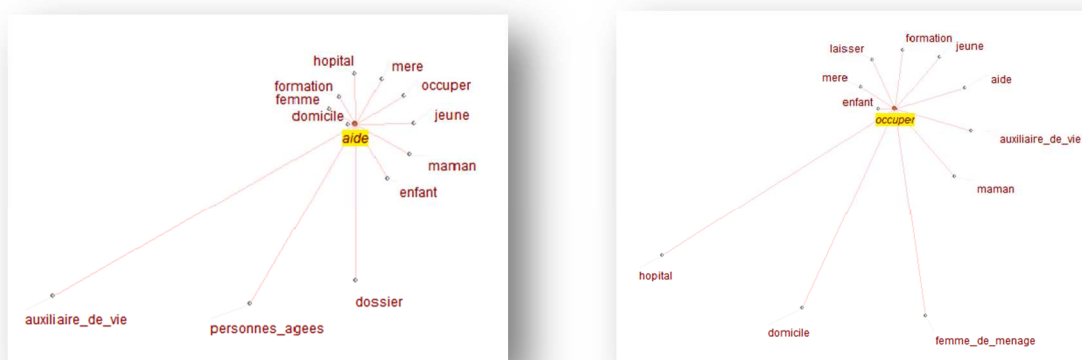 hopital
mere
formation
occuper
femme
domicile
jeune
aide
maman
enfant
dossier
auxiliaire_de_vie
personnes_agees
formation
laisser
jeune
mere
aide
enfant
occuper
auxiliaire_de_vie
maman
hopital
domicile
femme_de_menage